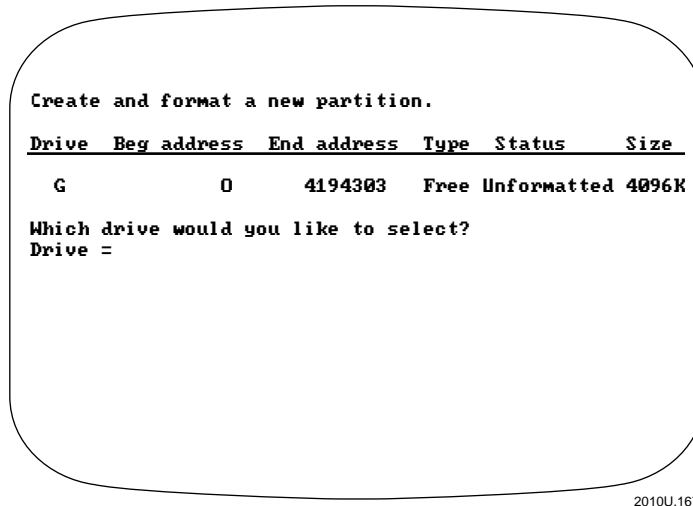 Create and format a new partition.
Drive Beg address End address Type Status Size
G 0 4194303 Free Unformatted 4096K
Which drive would you like to select?
Drive =
2010U.16